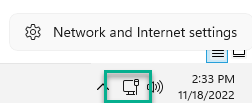 Network and Internet settings
2:33 PM
11/18/2022